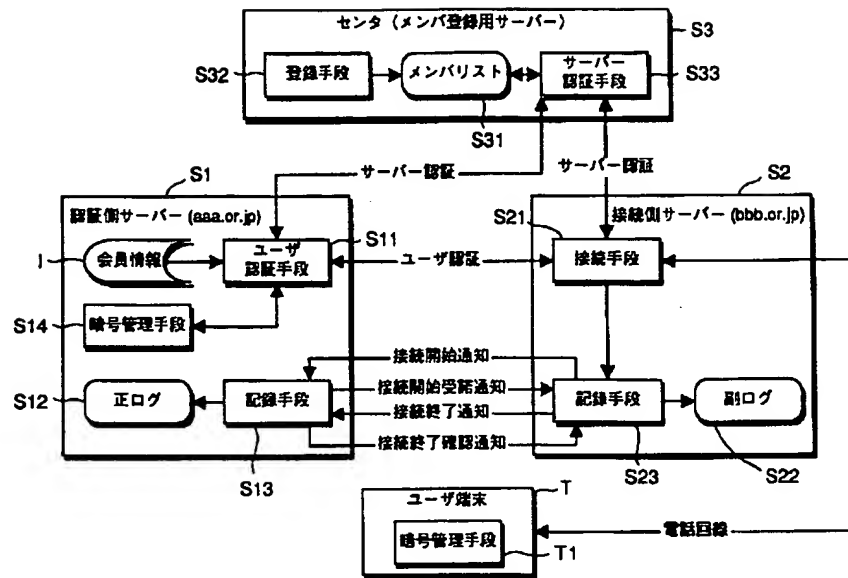 センタ（メンバ登録用サーバー）
S3
S32
登録手段
メンバリスト
サーバー
認証手段
S33
S31
サーバー認証
サーバー認証
S1
S2
認証側サーバー(aaa.or.jp)
接続側サーバー(bbb.or.jp)
I
会員情報
ユーザ
認証手段
S11
ユーザ認証
S21
接続手段
S14
暗号管理手段
接続開始通知
接続開始受諾通知
接続終了通知
接続終了確認通知
S12
正ログ
記録手段
記録手段
副ログ
S13
S23
S22
ユーザ端末
T
暗号管理手段
T1
電話回線